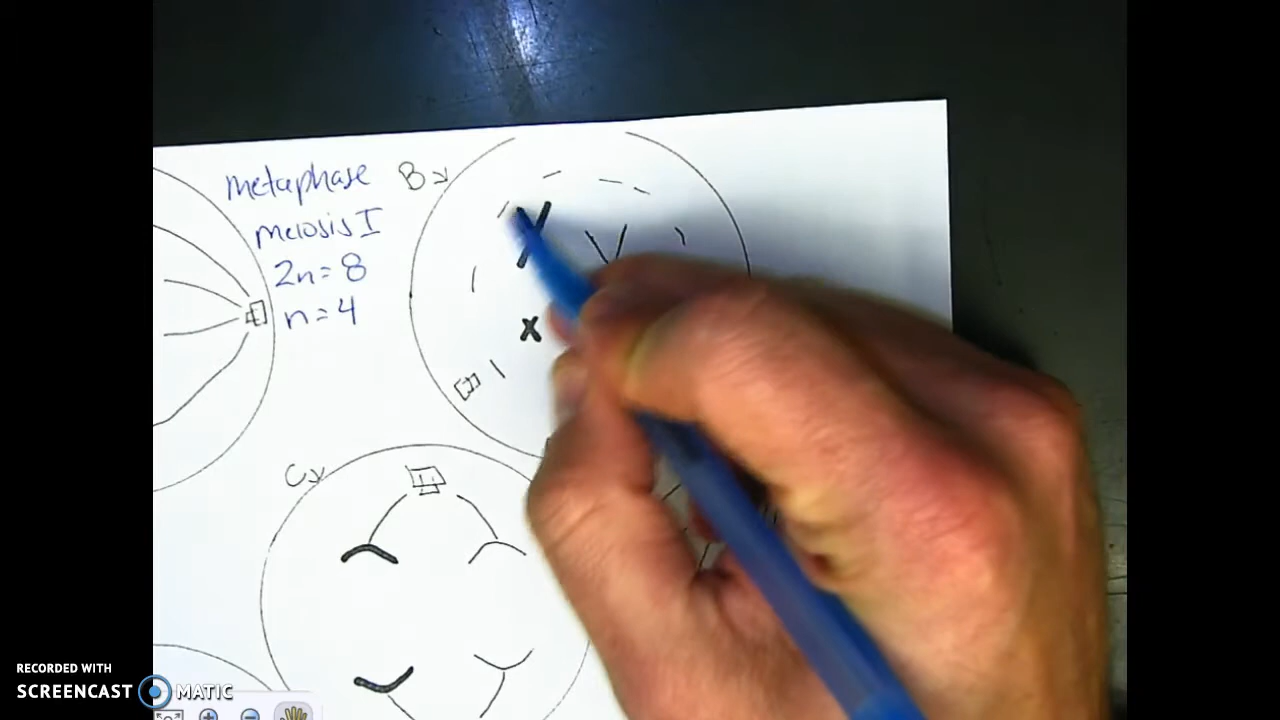 metaphase
meiosis I
2n = 8
n = 4
B
C
RECORDED WITH
SCREENCAST MATIC